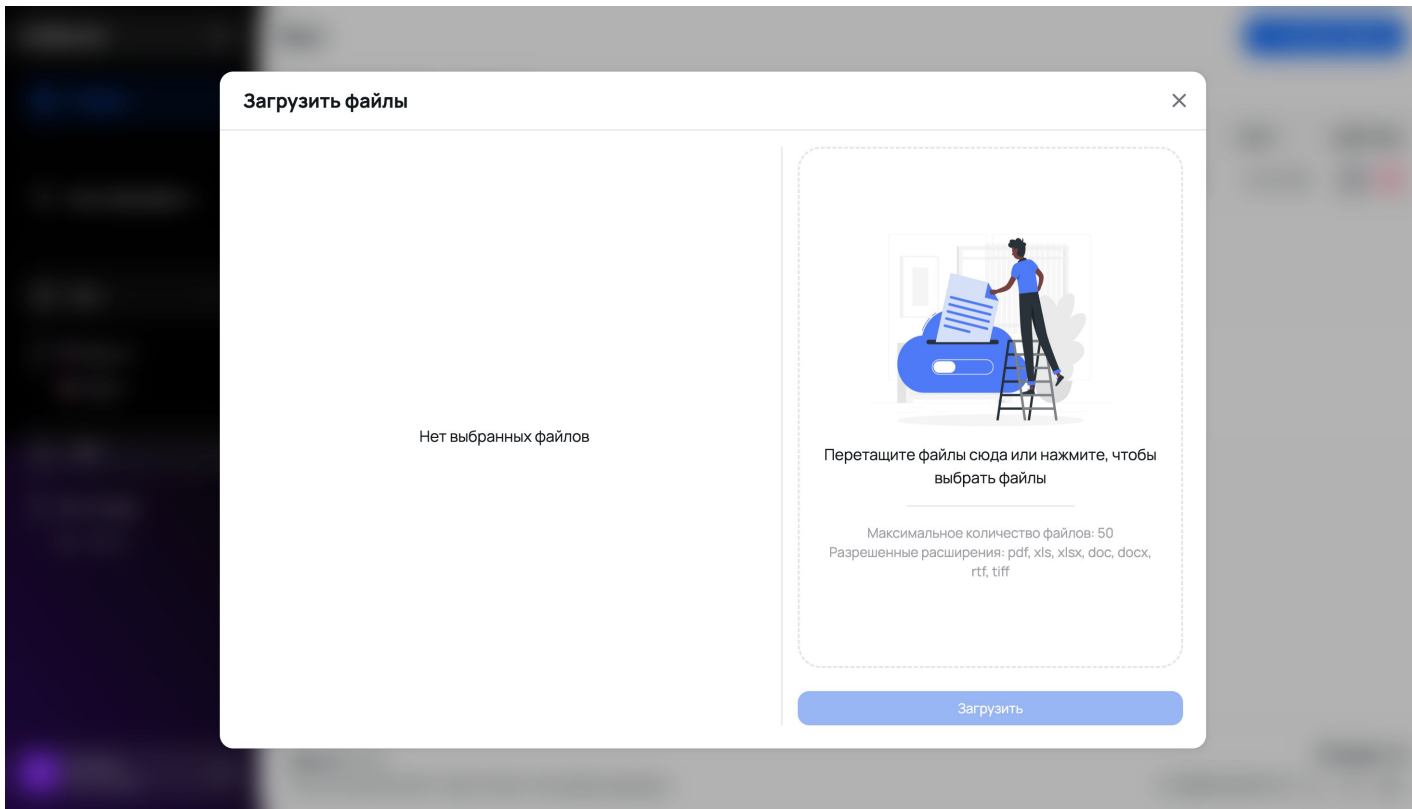 Загрузить файлы
Нет выбранных файлов
Перетащите файлы сюда или нажмите, чтобы
выбрать файлы
Максимальное количество файлов: 50
Разрешенные расширения: pdf, xls, xlsx, doc, docx,
rtf, tiff
Загрузить